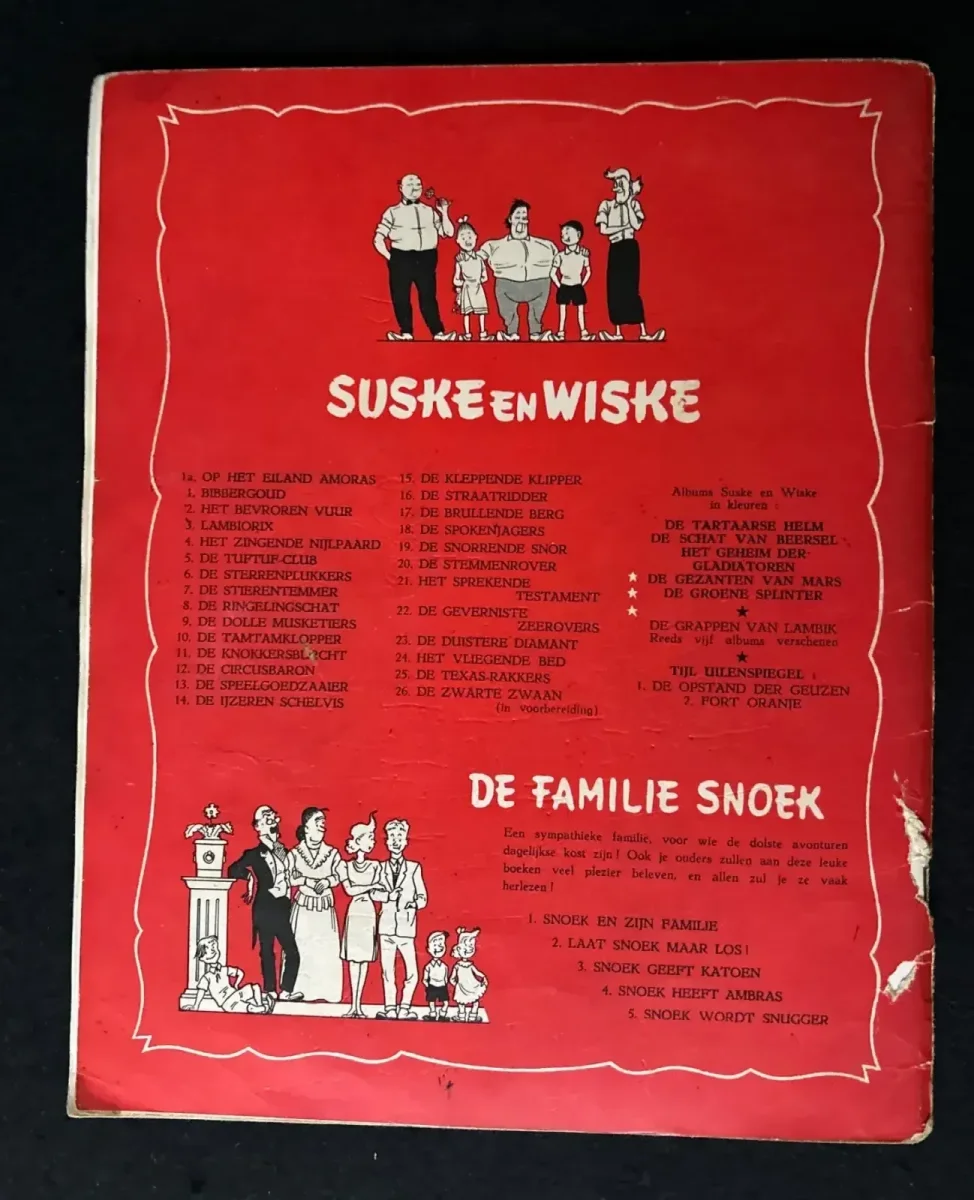 SUSKE EN WISKE
1a. OP HET EILAND AMORAS
1. BIBBERGOUD
2. HET BEVROREN VUUR
3. LAMBIORIX
4. HET ZINGENDE NIJLPAARD
5. DE TUFTUF-CLUB
6. DE STERRENPLUKKERS
7. DE STIERENTEMMER
8. DE RINGELINGSCHAT
9. DE DOLLE MUSKETIERS
10. DE TAMTAMKLOPPER
11. DE KNOKKERSBURCHT
12. DE CIRCUSBARON
13. DE SPEELGOEDZAAIER
14. DE IJZEREN SCHELVIS
15. DE KLEPPENDE KLIPPER
16. DE STRAATRIDDER
17. DE BRULLENDE BERG
18. DE SPOKENJAGERS
19. DE SNORRENDE SNOR
20. DE STEMMENROVER
21. HET SPREKENDE
TESTAMENT
22. DE GEVERNISTE
ZEEROVERS
23. DE DUISTERE DIAMANT
24. HET VLIEGENDE BED
25. DE TEXAS-RAKKERS
26. DE ZWARTE ZWAAN
(in voorbereiding)
Albums Suske en Wiske
in kleuren :
DE TARTAARSE HELM
DE SCHAT VAN BEERSEL
HET GEHEIM DER
GLADIATOREN
DE GEZANTEN VAN MARS
DE GROENE SPLINTER
DE GRAPPEN VAN LAMBIK
Reeds vijf albums verschenen
TIJL UILENSPIEGEL :
1. DE OPSTAND DER GEUZEN
2. FORT ORANJE
DE FAMILIE SNOEK
Een sympathieke familie, voor wie de dolste avonturen
dagelijkse kost zijn! Ook je ouders zullen aan deze leuke
boeken veel plezier beleven, en allen zul je ze vaak
herlezen!
1. SNOEK EN ZIJN FAMILIE
2. LAAT SNOEK MAAR LOS!
3. SNOEK GEEFT KATOEN
4. SNOEK HEEFT AMBRAS
5. SNOEK WORDT SNUGGER